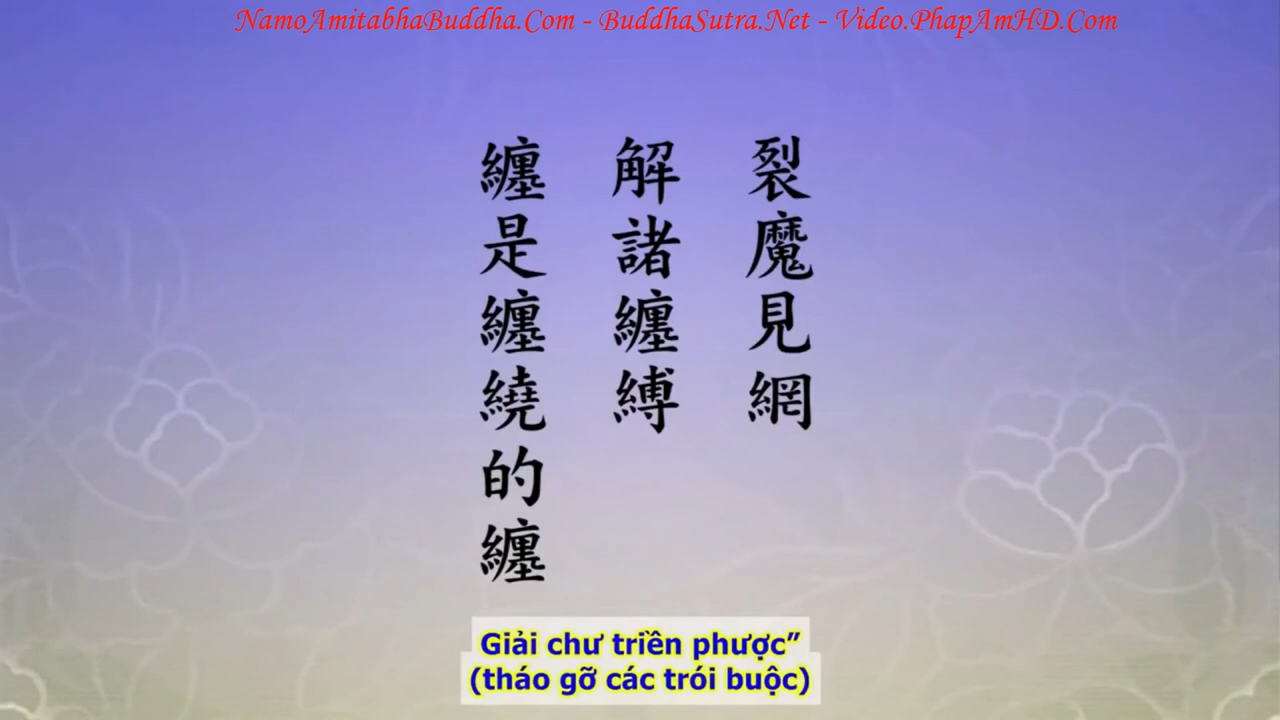 NamoAmitabhaBuddha.Com - BuddhaSutra.Net - Video.PhapAmHD.Com
裂魔見網
解諸纏縛
纏是纏繞的纏
Giải chư triền phược”
(tháo gỡ các trói buộc)